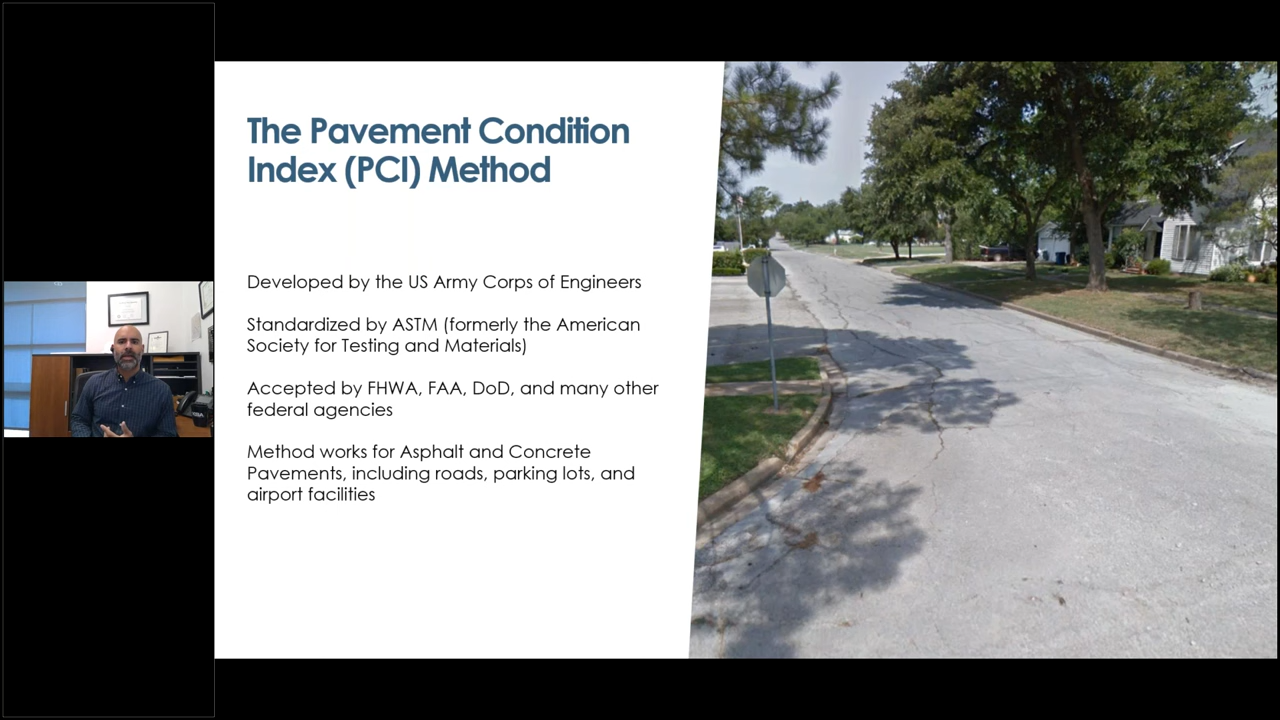 The Pavement Condition
Index (PCI) Method
Developed by the US Army Corps of Engineers
Standardized by ASTM (formerly the American
Society for Testing and Materials)
Accepted by FHWA, FAA, DoD, and many other
federal agencies
Method works for Asphalt and Concrete
Pavements, including roads, parking lots, and
airport facilities